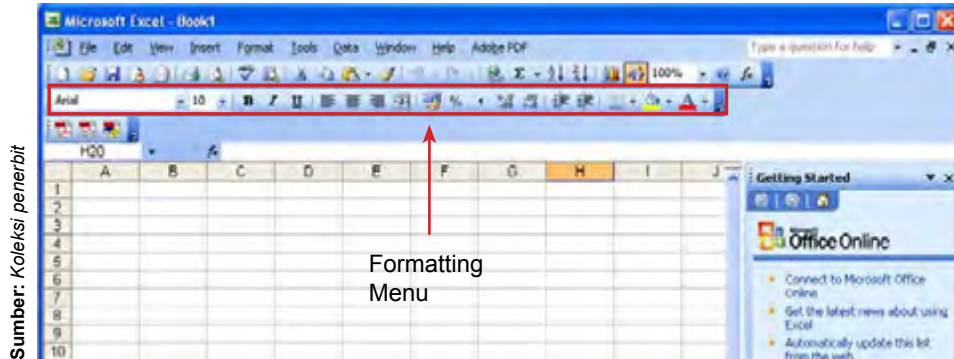 Microsoft Excel - Book1
File Edit View Insert Format Tools Data Window Help Adobe PDF
Type a question for help
100%
Arial 10 B I U % A
H20 fx
A B C D E F G H I J
Getting Started
1
2
3
4
5
6
7
8
9
10
Microsoft
Office Online
Connect to Microsoft Office
Online
Get the latest news about using
Excel
Automatically update this list
from the web
Formatting
Menu
Sumber: Koleksi penerbit